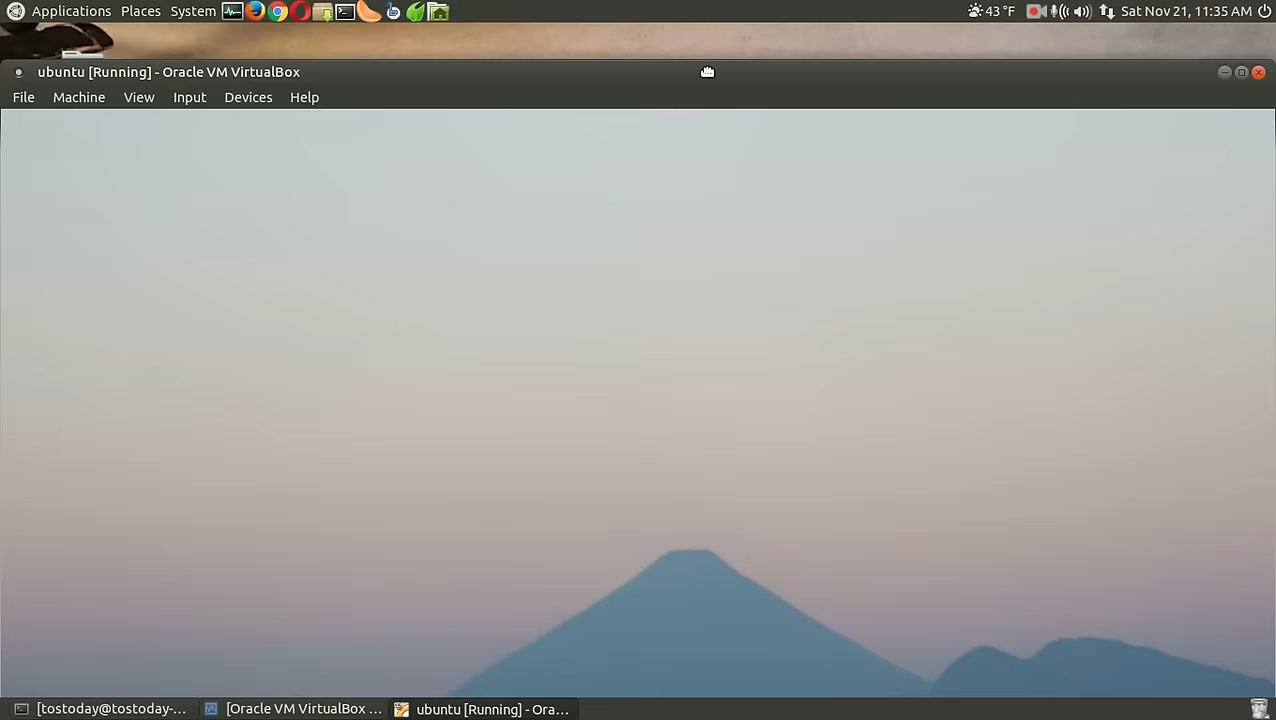 Applications Places System 43 °F Sat Nov 21, 11:35 AM
ubuntu [Running] - Oracle VM VirtualBox
File Machine View Input Devices Help
[tostoday@tostoday-... [Oracle VM VirtualBox ... ubuntu [Running] - Ora...